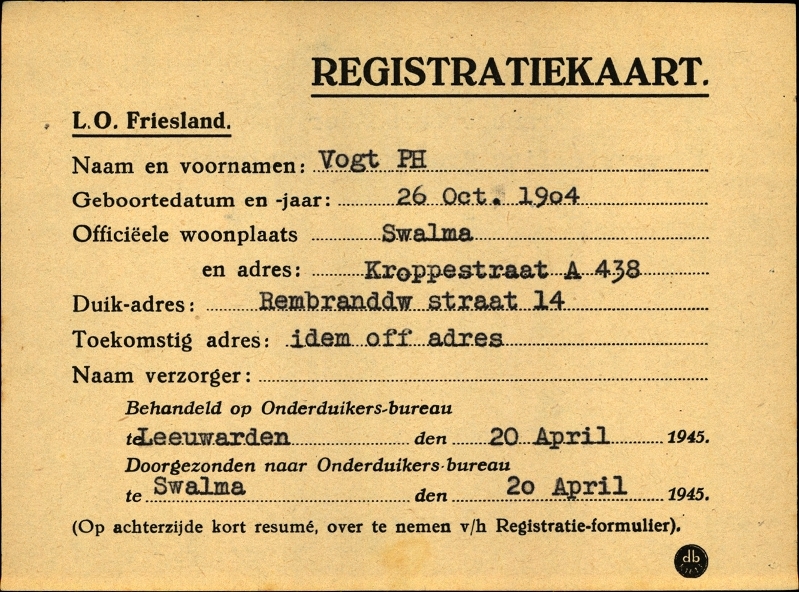 REGISTRATIEKAART.
L.O. Friesland.
Naam en voornamen: Vogt PH
Geboortedatum en -jaar: 26 Oct. 1904
Officiëele woonplaats Swalma
en adres: Kroppestraat A 438
Duik-adres: Rembranddw straat 14
Toekomstig adres: idem off adres
Naam verzorger:
Behandeld op Onderduikers-bureau
te Leeuwarden den 20 April 1945.
Doorgezonden naar Onderduikers-bureau
te Swalma den 20 April 1945.
(Op achterzijde kort resumé, over te nemen v/h Registratie-formulier).
db